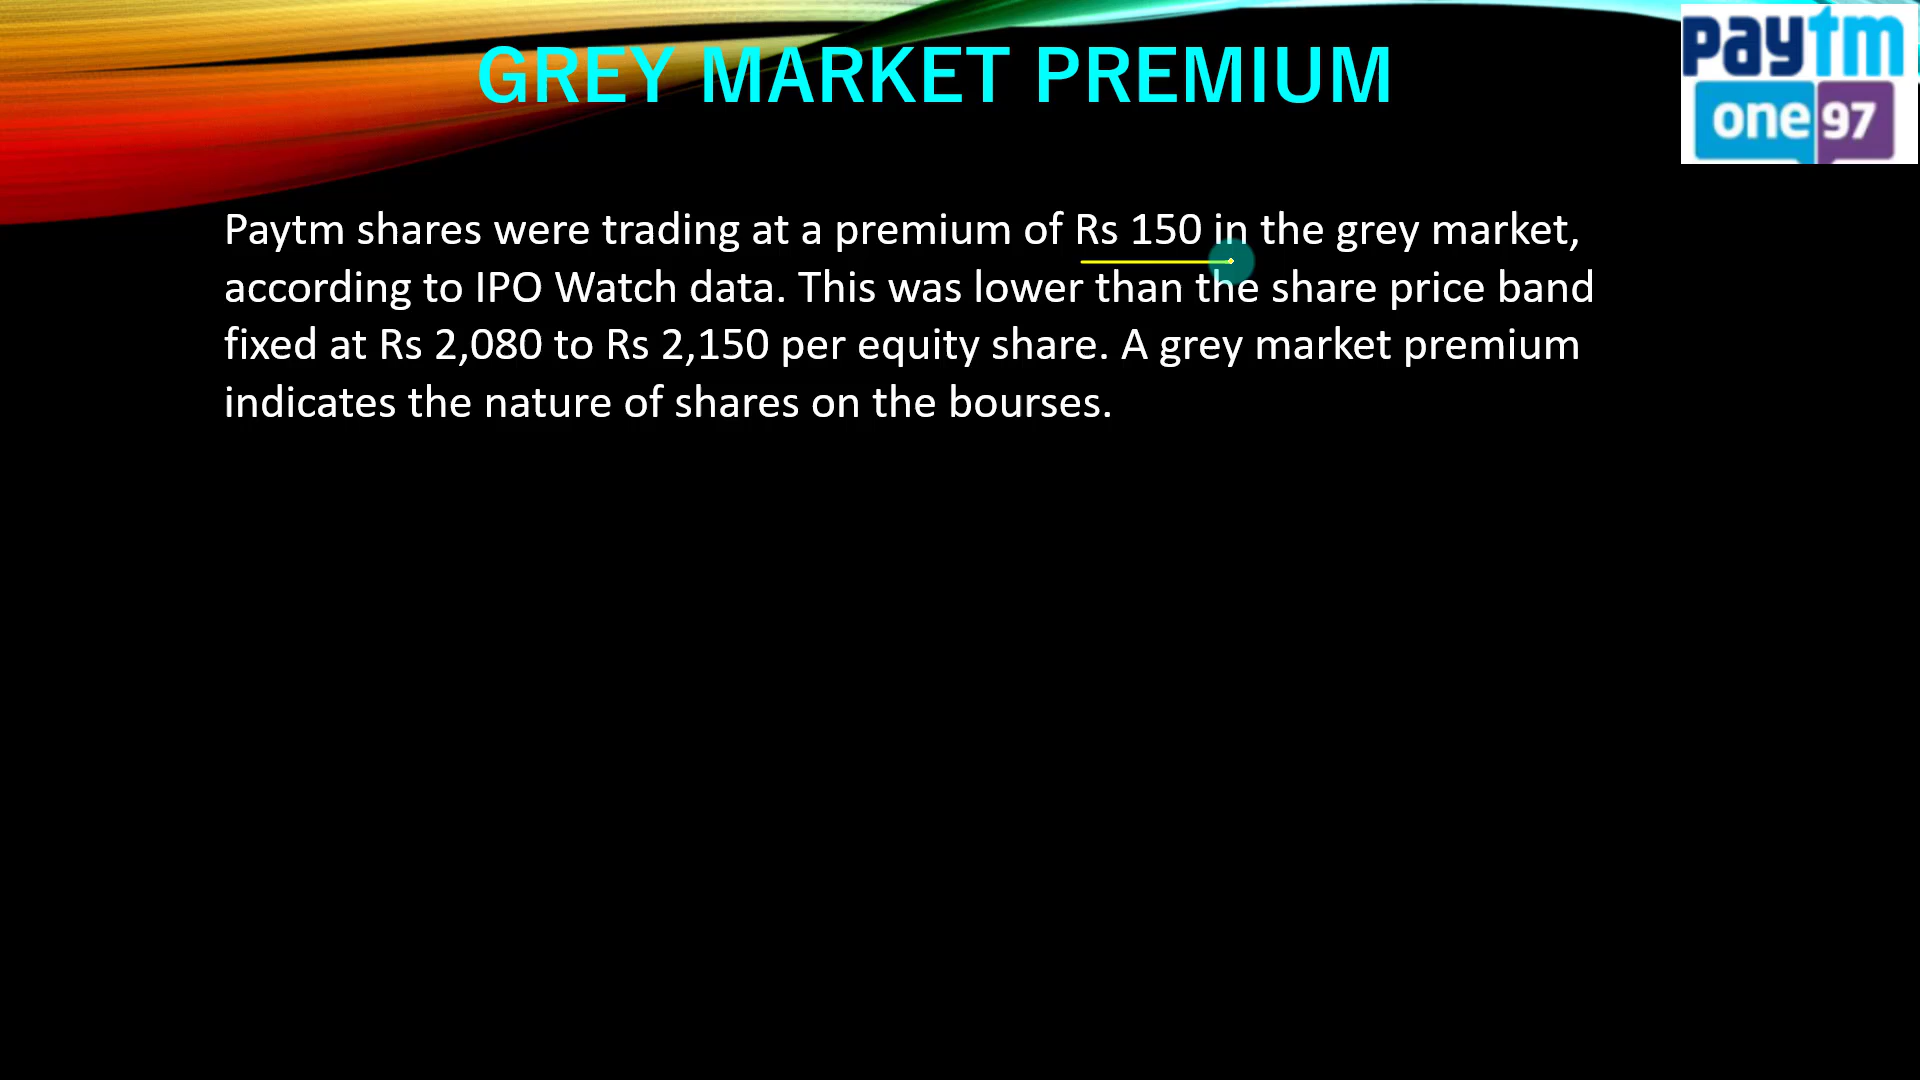 GREY MARKET PREMIUM
paytm
one97
Paytm shares were trading at a premium of Rs 150 in the grey market,
according to IPO Watch data. This was lower than the share price band
fixed at Rs 2,080 to Rs 2,150 per equity share. A grey market premium
indicates the nature of shares on the bourses.